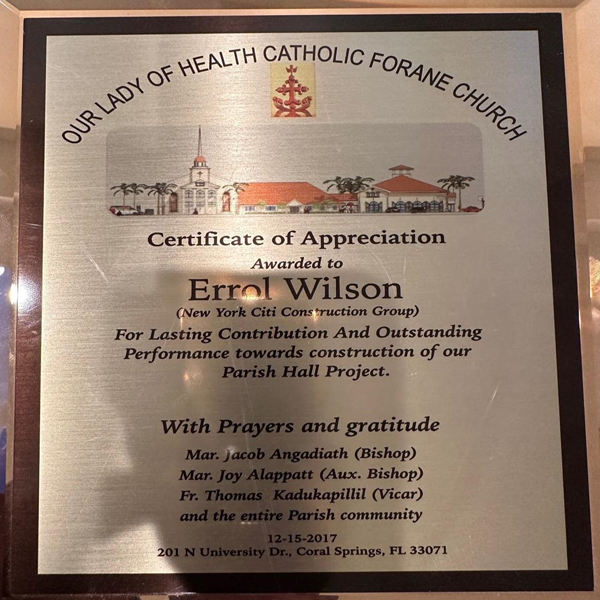 OUR LADY OF HEALTH CATHOLIC FORANE CHURCH
Certificate of Appreciation
Awarded to
Errol Wilson
(New York Citi Construction Group)
For Lasting Contribution And Outstanding
Performance towards construction of our
Parish Hall Project.
With Prayers and gratitude
Mar. Jacob Angadiath (Bishop)
Mar. Joy Alappatt (Aux. Bishop)
Fr. Thomas Kadukapillil (Vicar)
and the entire Parish community
12-15-2017
201 N University Dr., Coral Springs, FL 33071